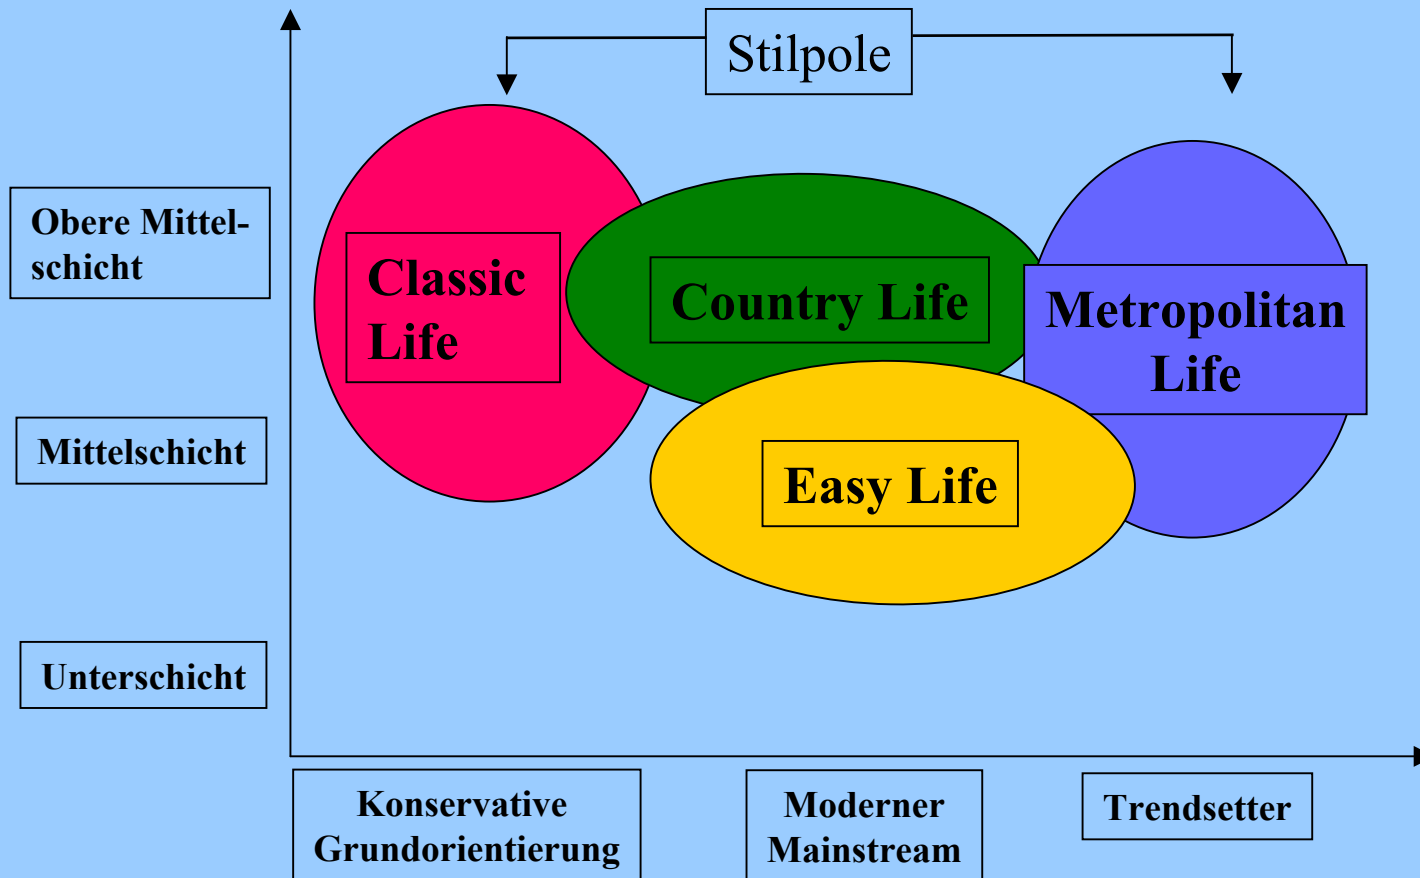 Stilpole
Obere Mittel-
schicht
Classic
Life
Country Life
Metropolitan
Life
Mittelschicht
Easy Life
Unterschicht
Konservative
Grundorientierung
Moderner
Mainstream
Trendsetter